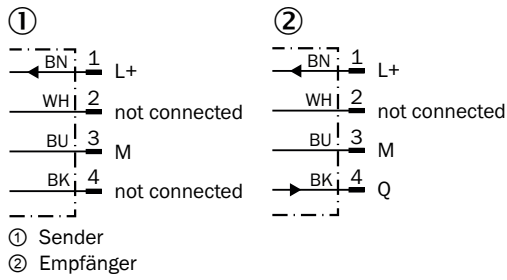 ① ②
BN 1 L+ BN 1 L+
WH 2 not connected WH 2 not connected
BU 3 M BU 3 M
BK 4 not connected BK 4 Q
① Sender
② Empfänger